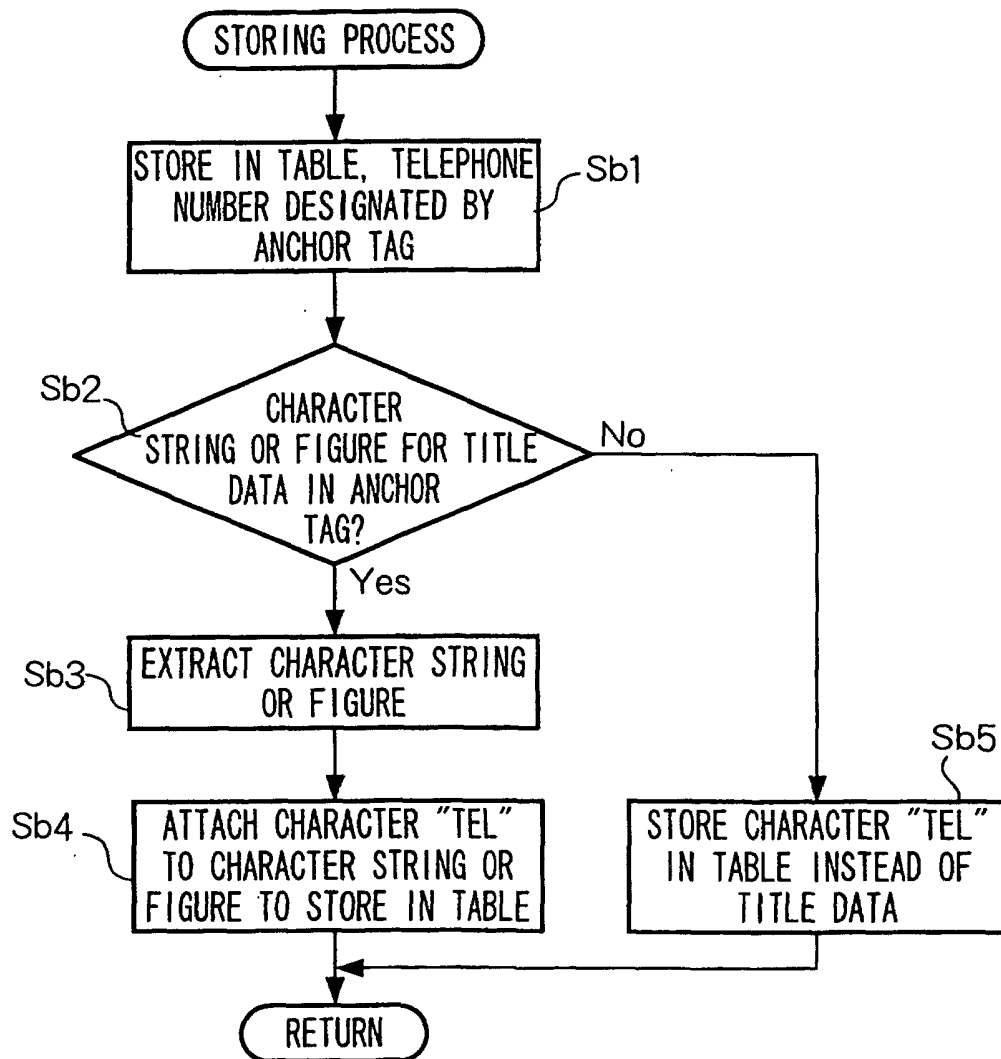 STORING PROCESS
STORE IN TABLE, TELEPHONE
NUMBER DESIGNATED BY
ANCHOR TAG
Sb1
Sb2
CHARACTER
STRING OR FIGURE FOR TITLE
DATA IN ANCHOR
TAG?
No
Yes
Sb3
EXTRACT CHARACTER STRING
OR FIGURE
Sb4
ATTACH CHARACTER "TEL"
TO CHARACTER STRING OR
FIGURE TO STORE IN TABLE
Sb5
STORE CHARACTER "TEL"
IN TABLE INSTEAD OF
TITLE DATA
RETURN